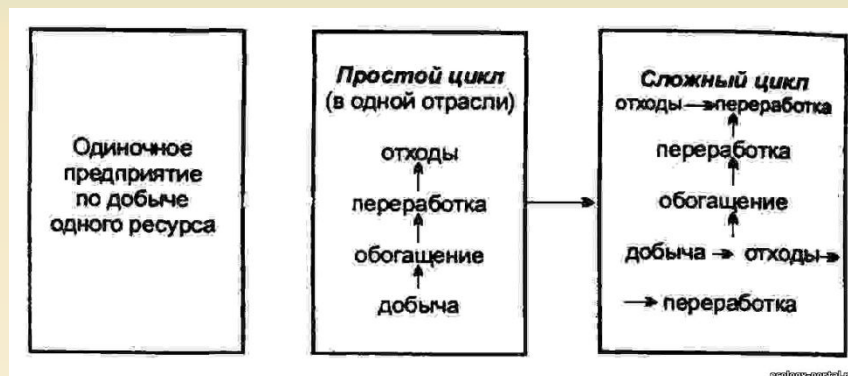 Одиночное
предприятие
по добыче
одного ресурса
Простой цикл
(в одной отрасли)
отходы
переработка
обогащение
добыча
Сложный цикл
отходы → переработка
переработка
обогащение
добыча → отходы →
→ переработка